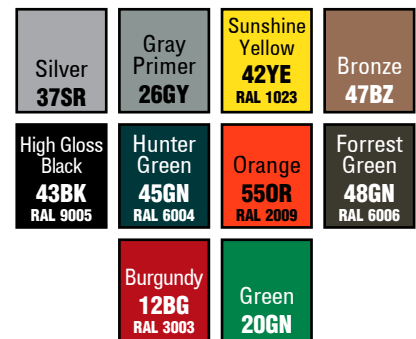 Silver
37SR
Gray
Primer
26GY
Sunshine
Yellow
42YE
RAL 1023
Bronze
47BZ
High Gloss
Black
43BK
RAL 9005
Hunter
Green
45GN
RAL 6004
Orange
55OR
RAL 2009
Forrest
Green
48GN
RAL 6006
Burgundy
12BG
RAL 3003
Green
20GN